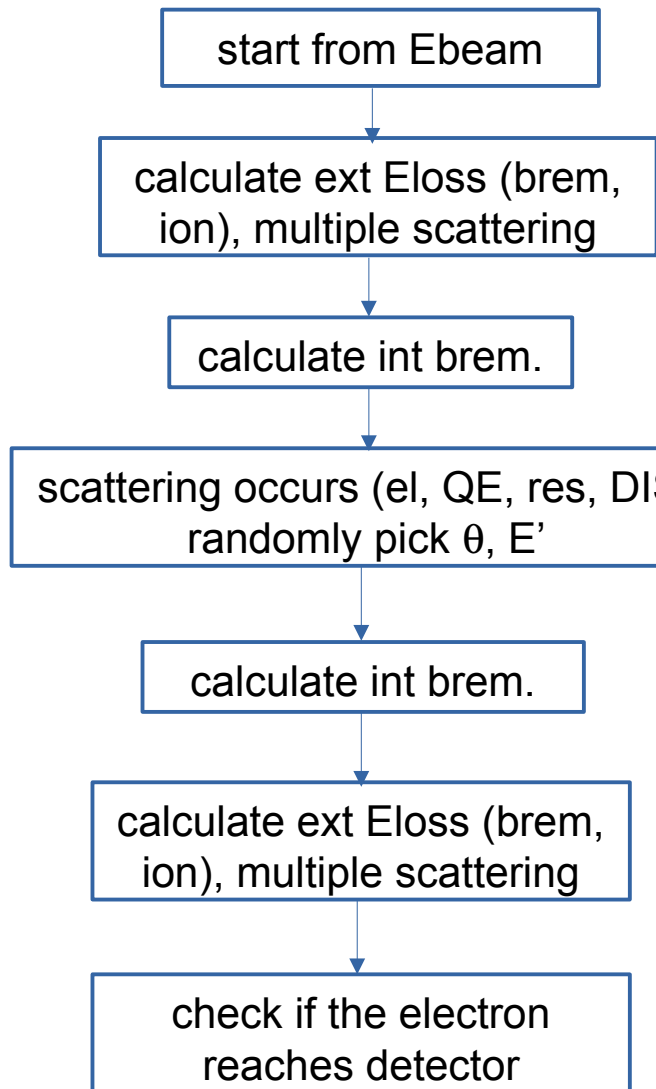 start from Ebeam
calculate ext Eloss (brem,
ion), multiple scattering
calculate int brem.
scattering occurs (el, QE, res,
randomly pick θ, E’
calculate int brem.
calculate ext Eloss (brem,
ion), multiple scattering
check if the electron
reaches detector